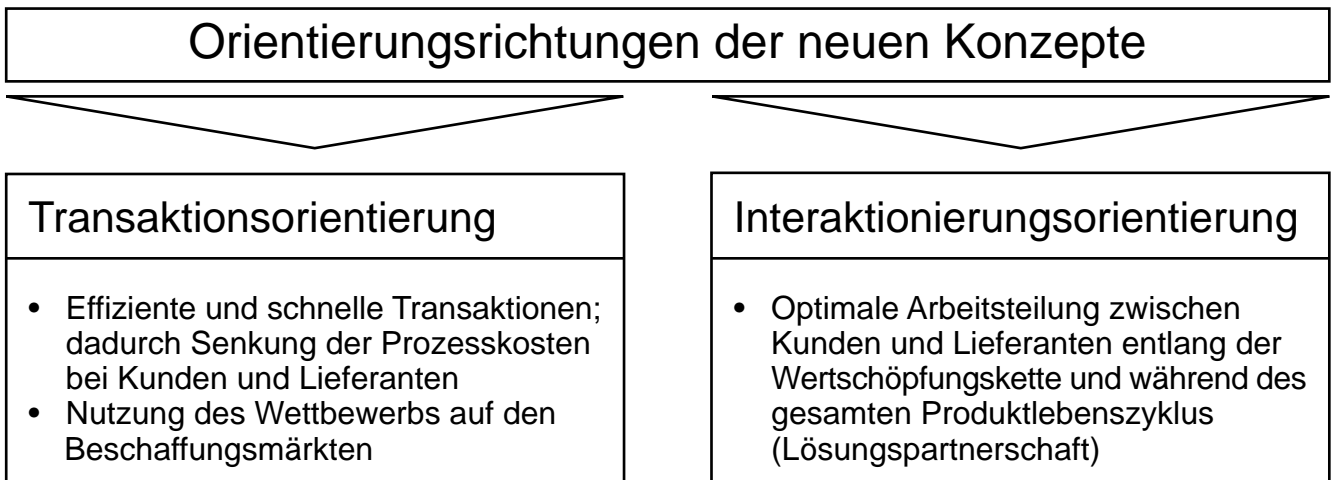 Orientierungsrichtungen der neuen Konzepte
Transaktionsorientierung
• Effiziente und schnelle Transaktionen;
dadurch Senkung der Prozesskosten
bei Kunden und Lieferanten
• Nutzung des Wettbewerbs auf den
Beschaffungsmärkten
Interaktionierungsorientierung
• Optimale Arbeitsteilung zwischen
Kunden und Lieferanten entlang der
Wertschöpfungskette und während des
gesamten Produktlebenszyklus
(Lösungspartnerschaft)